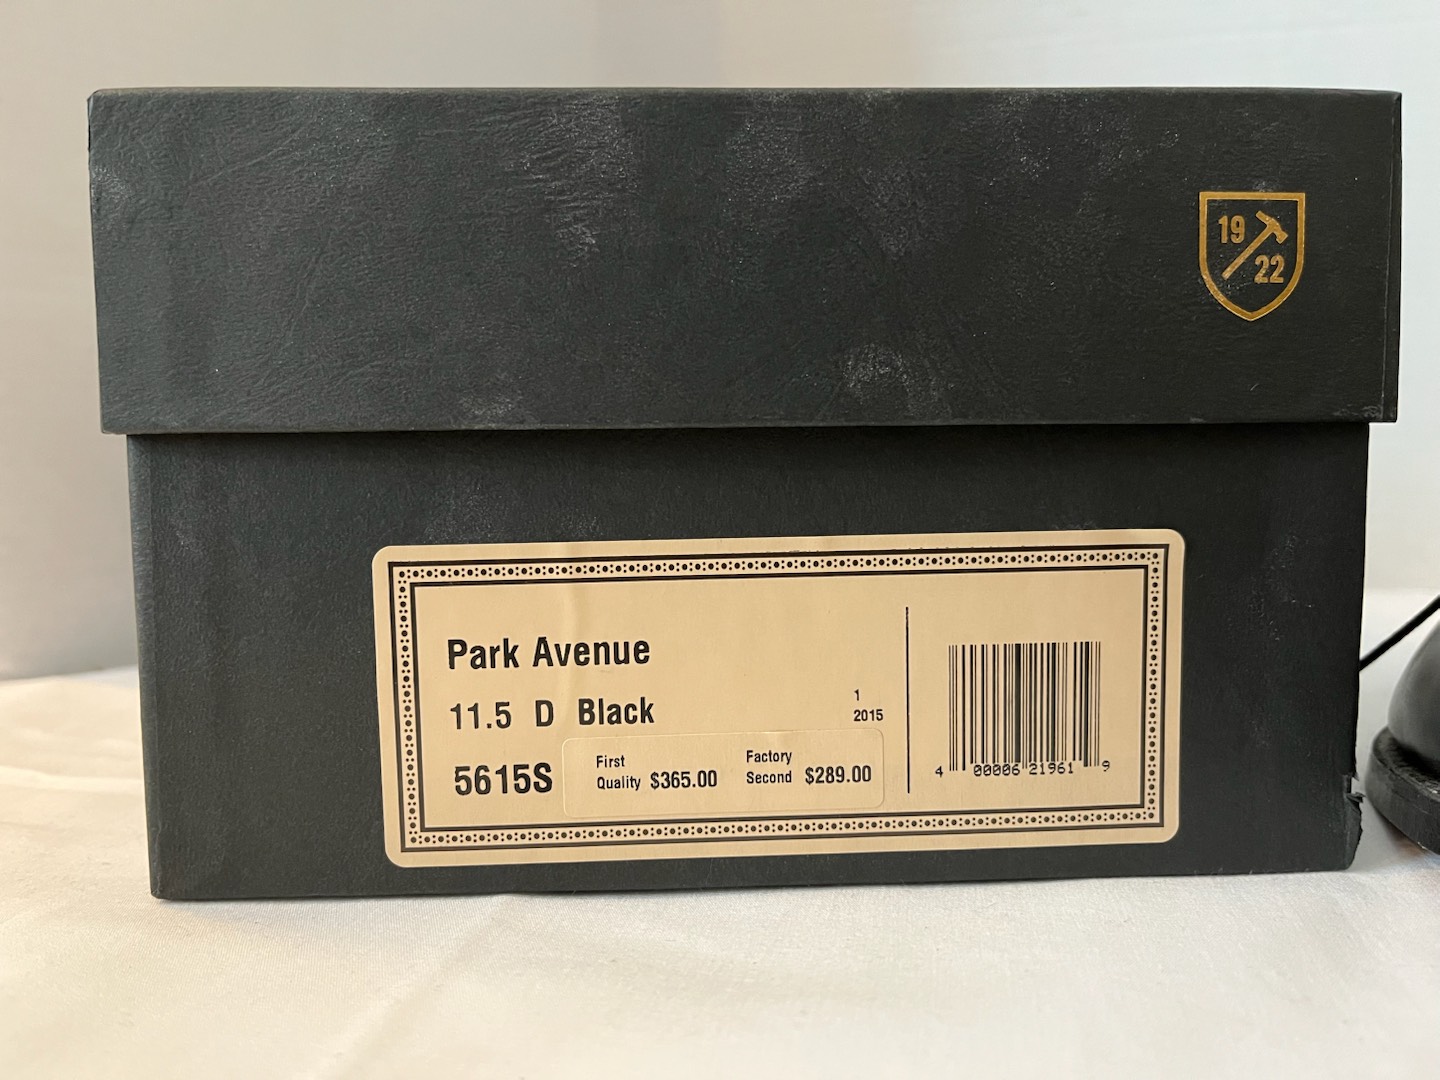 19
22
Park Avenue
11.5 D Black
1
2015
5615S
First
Quality $365.00
Factory
Second $289.00
4 00006 21961 9